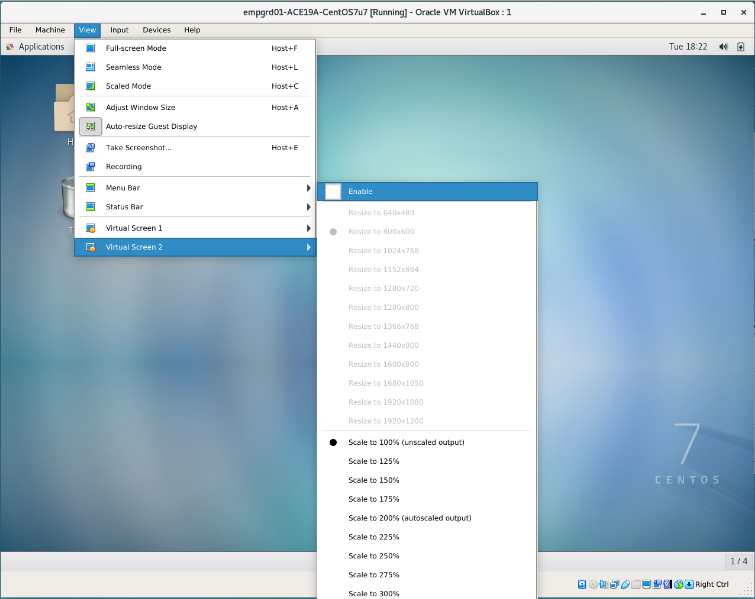 empgrd01-ACE19A-CentOS7u7 [Running] - Oracle VM VirtualBox : 1
File Machine View Input Devices Help
Applications
Tue 18:22
Full-screen Mode Host+F
Seamless Mode Host+L
Scaled Mode Host+C
Adjust Window Size Host+A
Auto-resize Guest Display
Take Screenshot... Host+E
Recording
Menu Bar
Status Bar
Virtual Screen 1
Virtual Screen 2
Enable
Resize to 640x480
Resize to 800x600
Resize to 1024x768
Resize to 1152x864
Resize to 1280x720
Resize to 1280x800
Resize to 1366x768
Resize to 1440x900
Resize to 1600x900
Resize to 1680x1050
Resize to 1920x1080
Resize to 1920x1200
Scale to 100% (unscaled output)
Scale to 125%
Scale to 150%
Scale to 175%
Scale to 200% (autoscaled output)
Scale to 225%
Scale to 250%
Scale to 275%
Scale to 300%
H
T
7
CENTOS
1 / 4
Right Ctrl